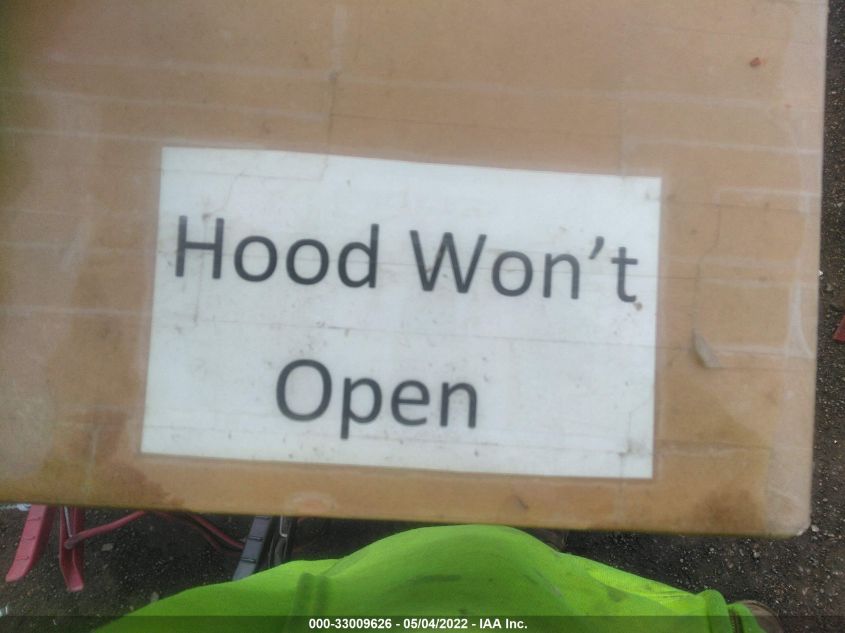 Hood Won’t
Open
000-33009626 - 05/04/2022 - IAA Inc.